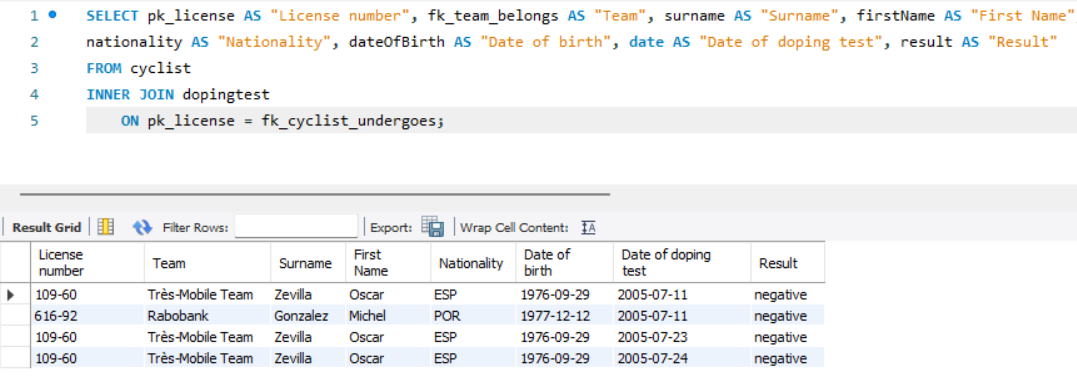 1 SELECT pk_license AS "License number", fk_team_belongs AS "Team", surname AS "Surname", firstName AS "First Name",
2 nationality AS "Nationality", dateOfBirth AS "Date of birth", date AS "Date of doping test", result AS "Result"
3 FROM cyclist
4 INNER JOIN dopingtest
5 ON pk_license = fk_cyclist_undergoes;
Result Grid Filter Rows: Export: Wrap Cell Content: IA
License number Team Surname First Name Nationality Date of birth Date of doping test Result
109-60 Très-Mobile Team Zevilla Oscar ESP 1976-09-29 2005-07-11 negative
616-92 Rabobank Gonzalez Michel POR 1977-12-12 2005-07-11 negative
109-60 Très-Mobile Team Zevilla Oscar ESP 1976-09-29 2005-07-23 negative
109-60 Très-Mobile Team Zevilla Oscar ESP 1976-09-29 2005-07-24 negative